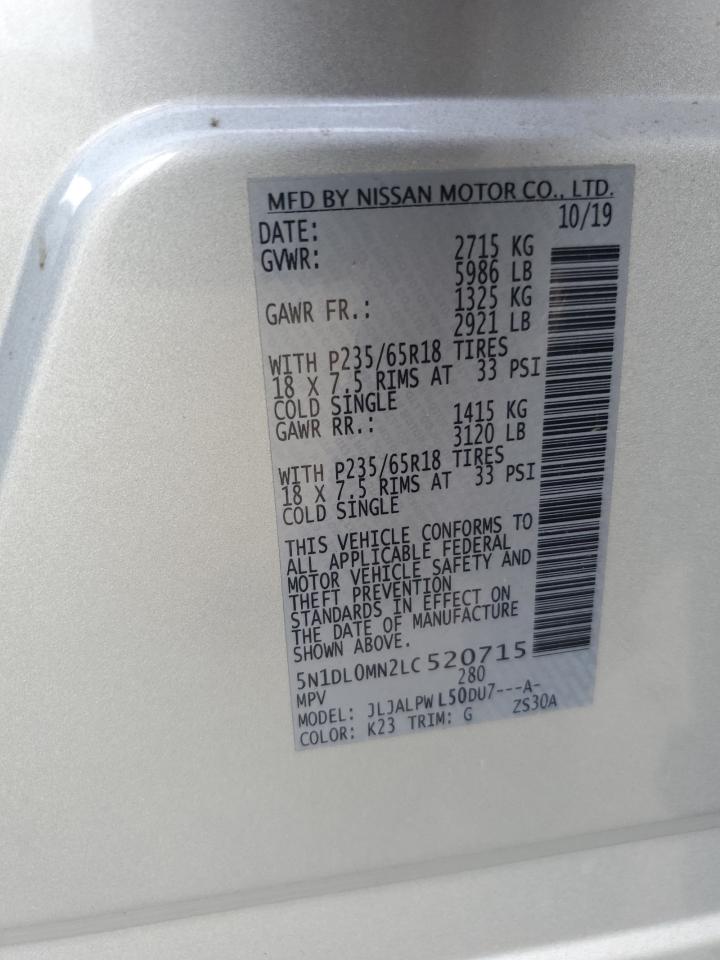 MFD BY NISSAN MOTOR CO., LTD.
DATE: 10/19
GVWR: 2715 KG
5986 LB
GAWR FR.: 1325 KG
2921 LB
WITH P235/65R18 TIRES
18 X 7.5 RIMS AT 33 PSI
COLD SINGLE
GAWR RR.: 1415 KG
3120 LB
WITH P235/65R18 TIRES
18 X 7.5 RIMS AT 33 PSI
COLD SINGLE
THIS VEHICLE CONFORMS TO
ALL APPLICABLE FEDERAL
MOTOR VEHICLE SAFETY AND
THEFT PREVENTION
STANDARDS IN EFFECT ON
THE DATE OF MANUFACTURE
SHOWN ABOVE.
5N1DL0MN2LC 520715
MPV 280
MODEL: JLJALPW L50DU7---A-
COLOR: K23 TRIM: G ZS30A